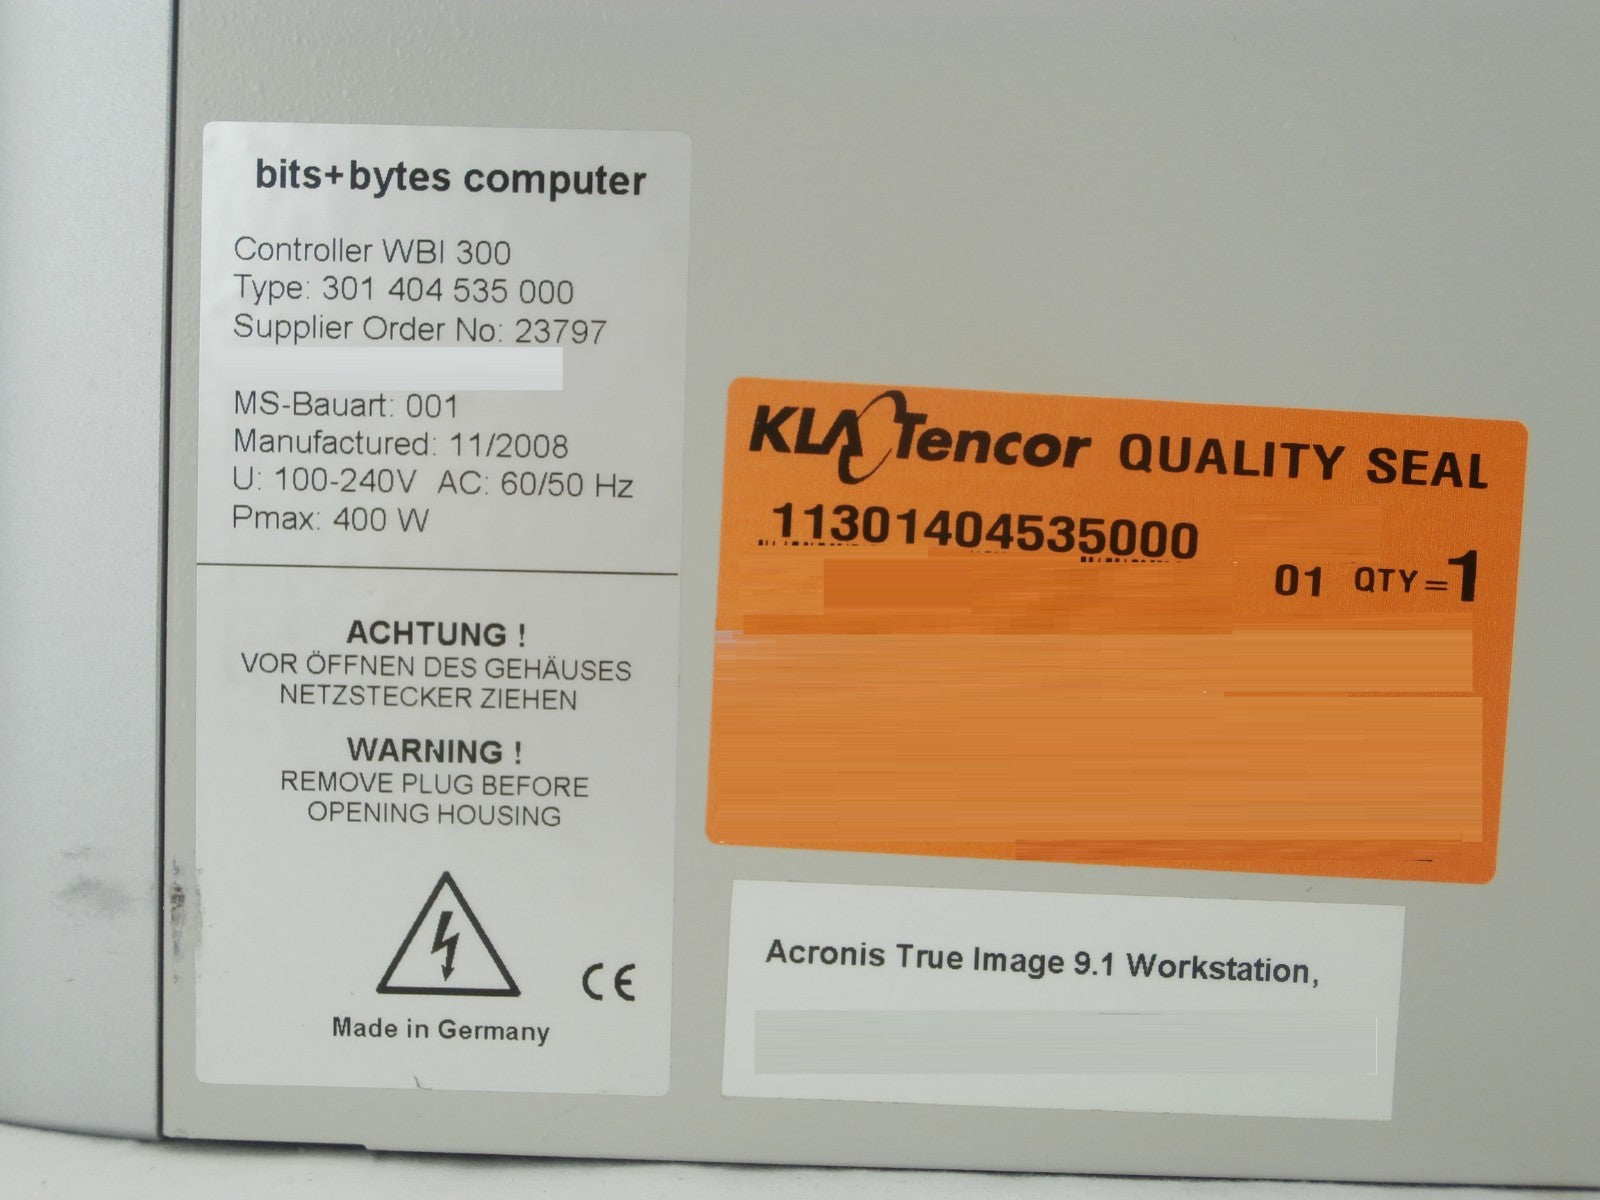 bits+bytes computer
Controller WBI 300
Type: 301 404 535 000
Supplier Order No: 23797
MS-Bauart: 001
Manufactured: 11/2008
U: 100-240V AC: 60/50 Hz
Pmax: 400 W
ACHTUNG !
VOR ÖFFNEN DES GEHÄUSES
NETZSTECKER ZIEHEN
WARNING !
REMOVE PLUG BEFORE
OPENING HOUSING
CE
Made in Germany
KLA Tencor QUALITY SEAL
11301404535000
01 QTY=1
Acronis True Image 9.1 Workstation,